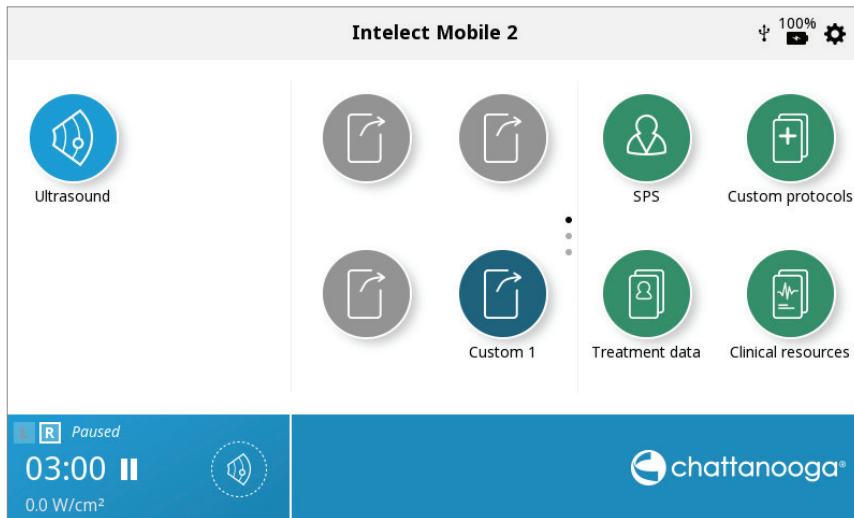 Intelect Mobile 2
100%
Ultrasound
SPS
Custom protocols
Custom 1
Treatment data
Clinical resources
R Paused
03:00
0.0 W/cm²
chattanooga®